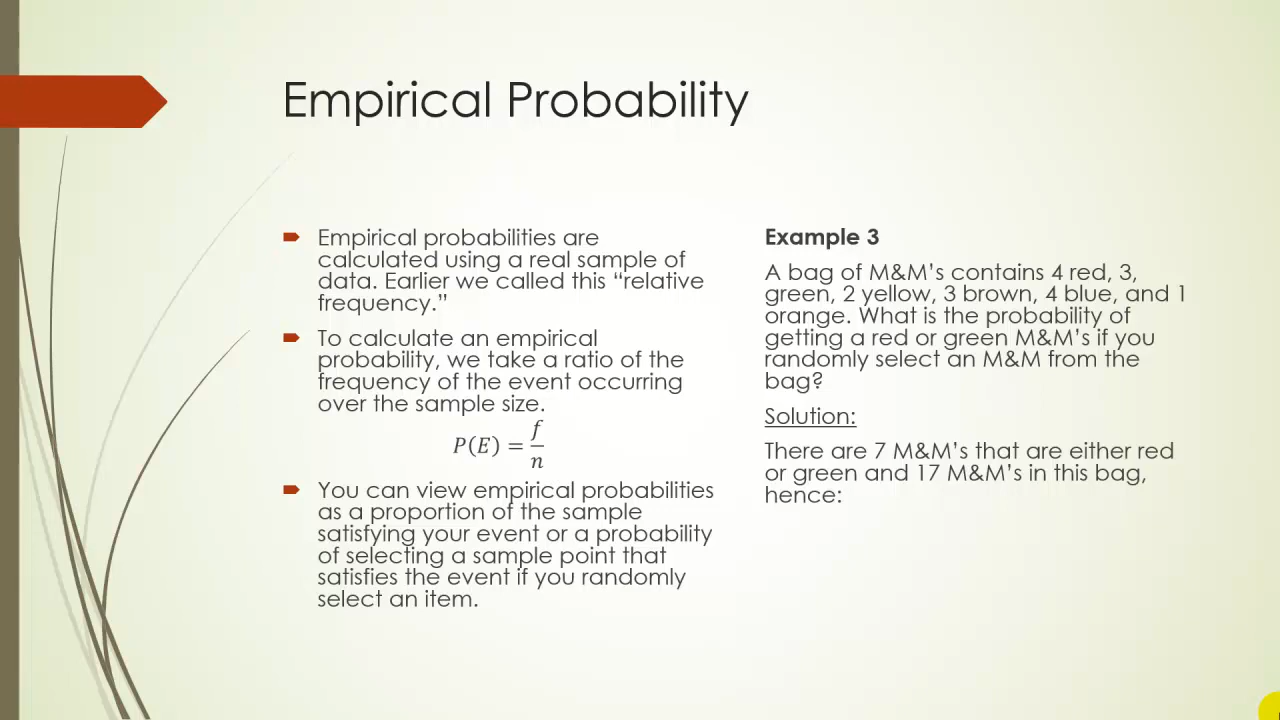 Empirical Probability
Empirical probabilities are
calculated using a real sample of
data. Earlier we called this “relative
frequency.”
To calculate an empirical
probability, we take a ratio of the
frequency of the event occurring
over the sample size.
P(E) = f/n
You can view empirical probabilities
as a proportion of the sample
satisfying your event or a probability
of selecting a sample point that
satisfies the event if you randomly
select an item.
Example 3
A bag of M&M’s contains 4 red, 3,
green, 2 yellow, 3 brown, 4 blue, and 1
orange. What is the probability of
getting a red or green M&M’s if you
randomly select an M&M from the
bag?
Solution:
There are 7 M&M’s that are either red
or green and 17 M&M’s in this bag,
hence: